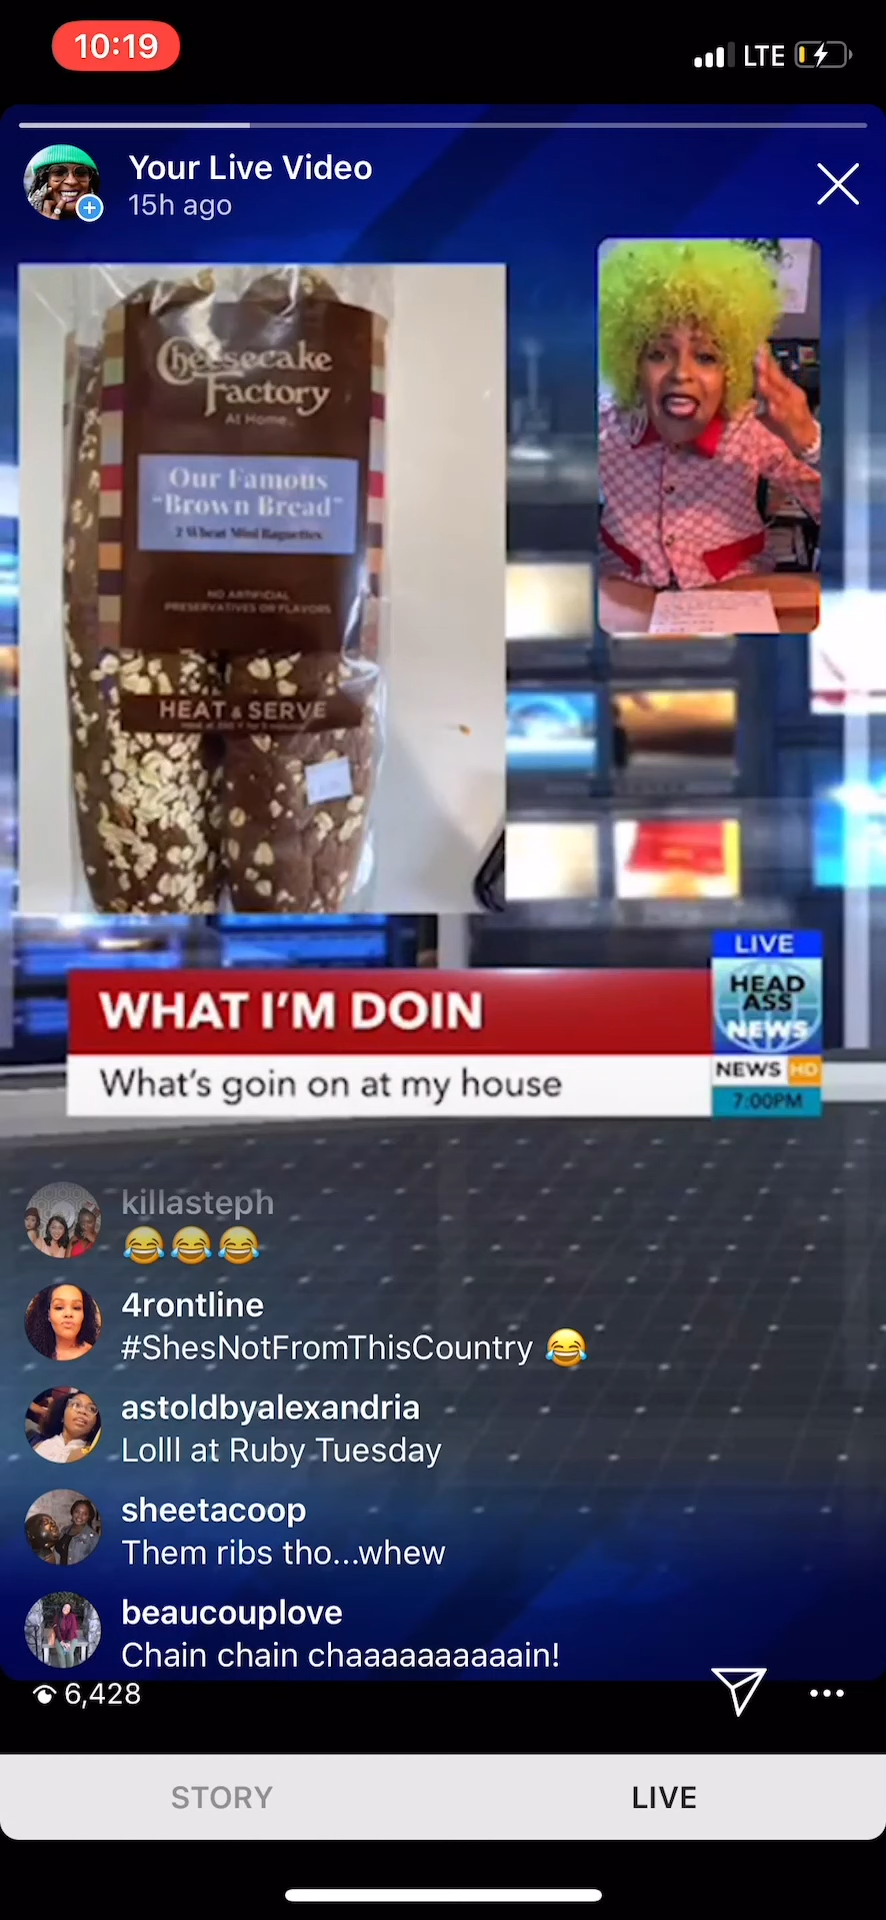 10:19
LTE
Your Live Video
15h ago
Cheesecake
Factory
At Home
Our Famous
"Brown Bread"
2 Wheat Mini Baguettes
NO ARTIFICIAL
PRESERVATIVES OR FLAVORS
HEAT & SERVE
LIVE
HEAD
ASS
NEWS
NEWS HD
7:00PM
WHAT I'M DOIN
What's goin on at my house
killasteph
😂😂😂
4rontline
#ShesNotFromThisCountry 😂
astoldbyalexandria
Lolll at Ruby Tuesday
sheetacoop
Them ribs tho...whew
beaucouplove
Chain chain chaaaaaaaaaain!
6,428
STORY
LIVE